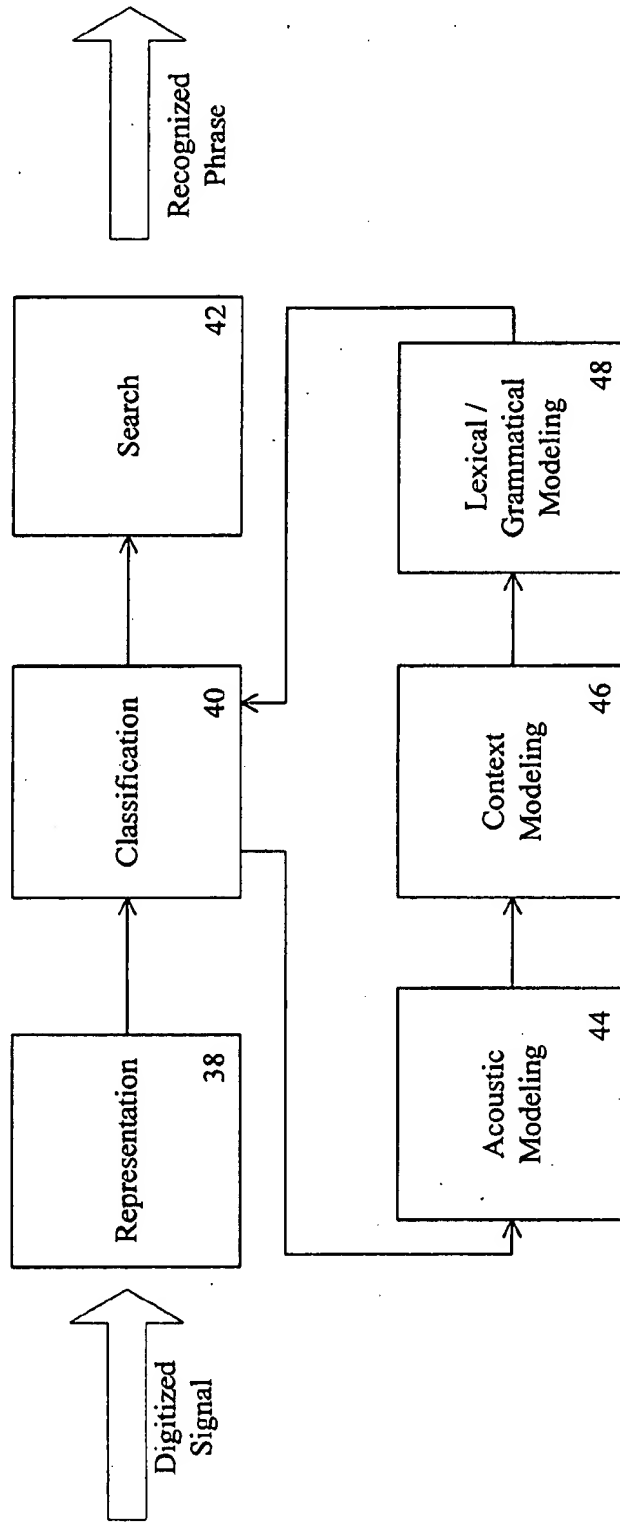 Digitized
Signal
Representation
38
Classification
40
Search
42
Recognized
Phrase
Acoustic
Modeling
44
Context
Modeling
46
Lexical /
Grammatical
Modeling
48